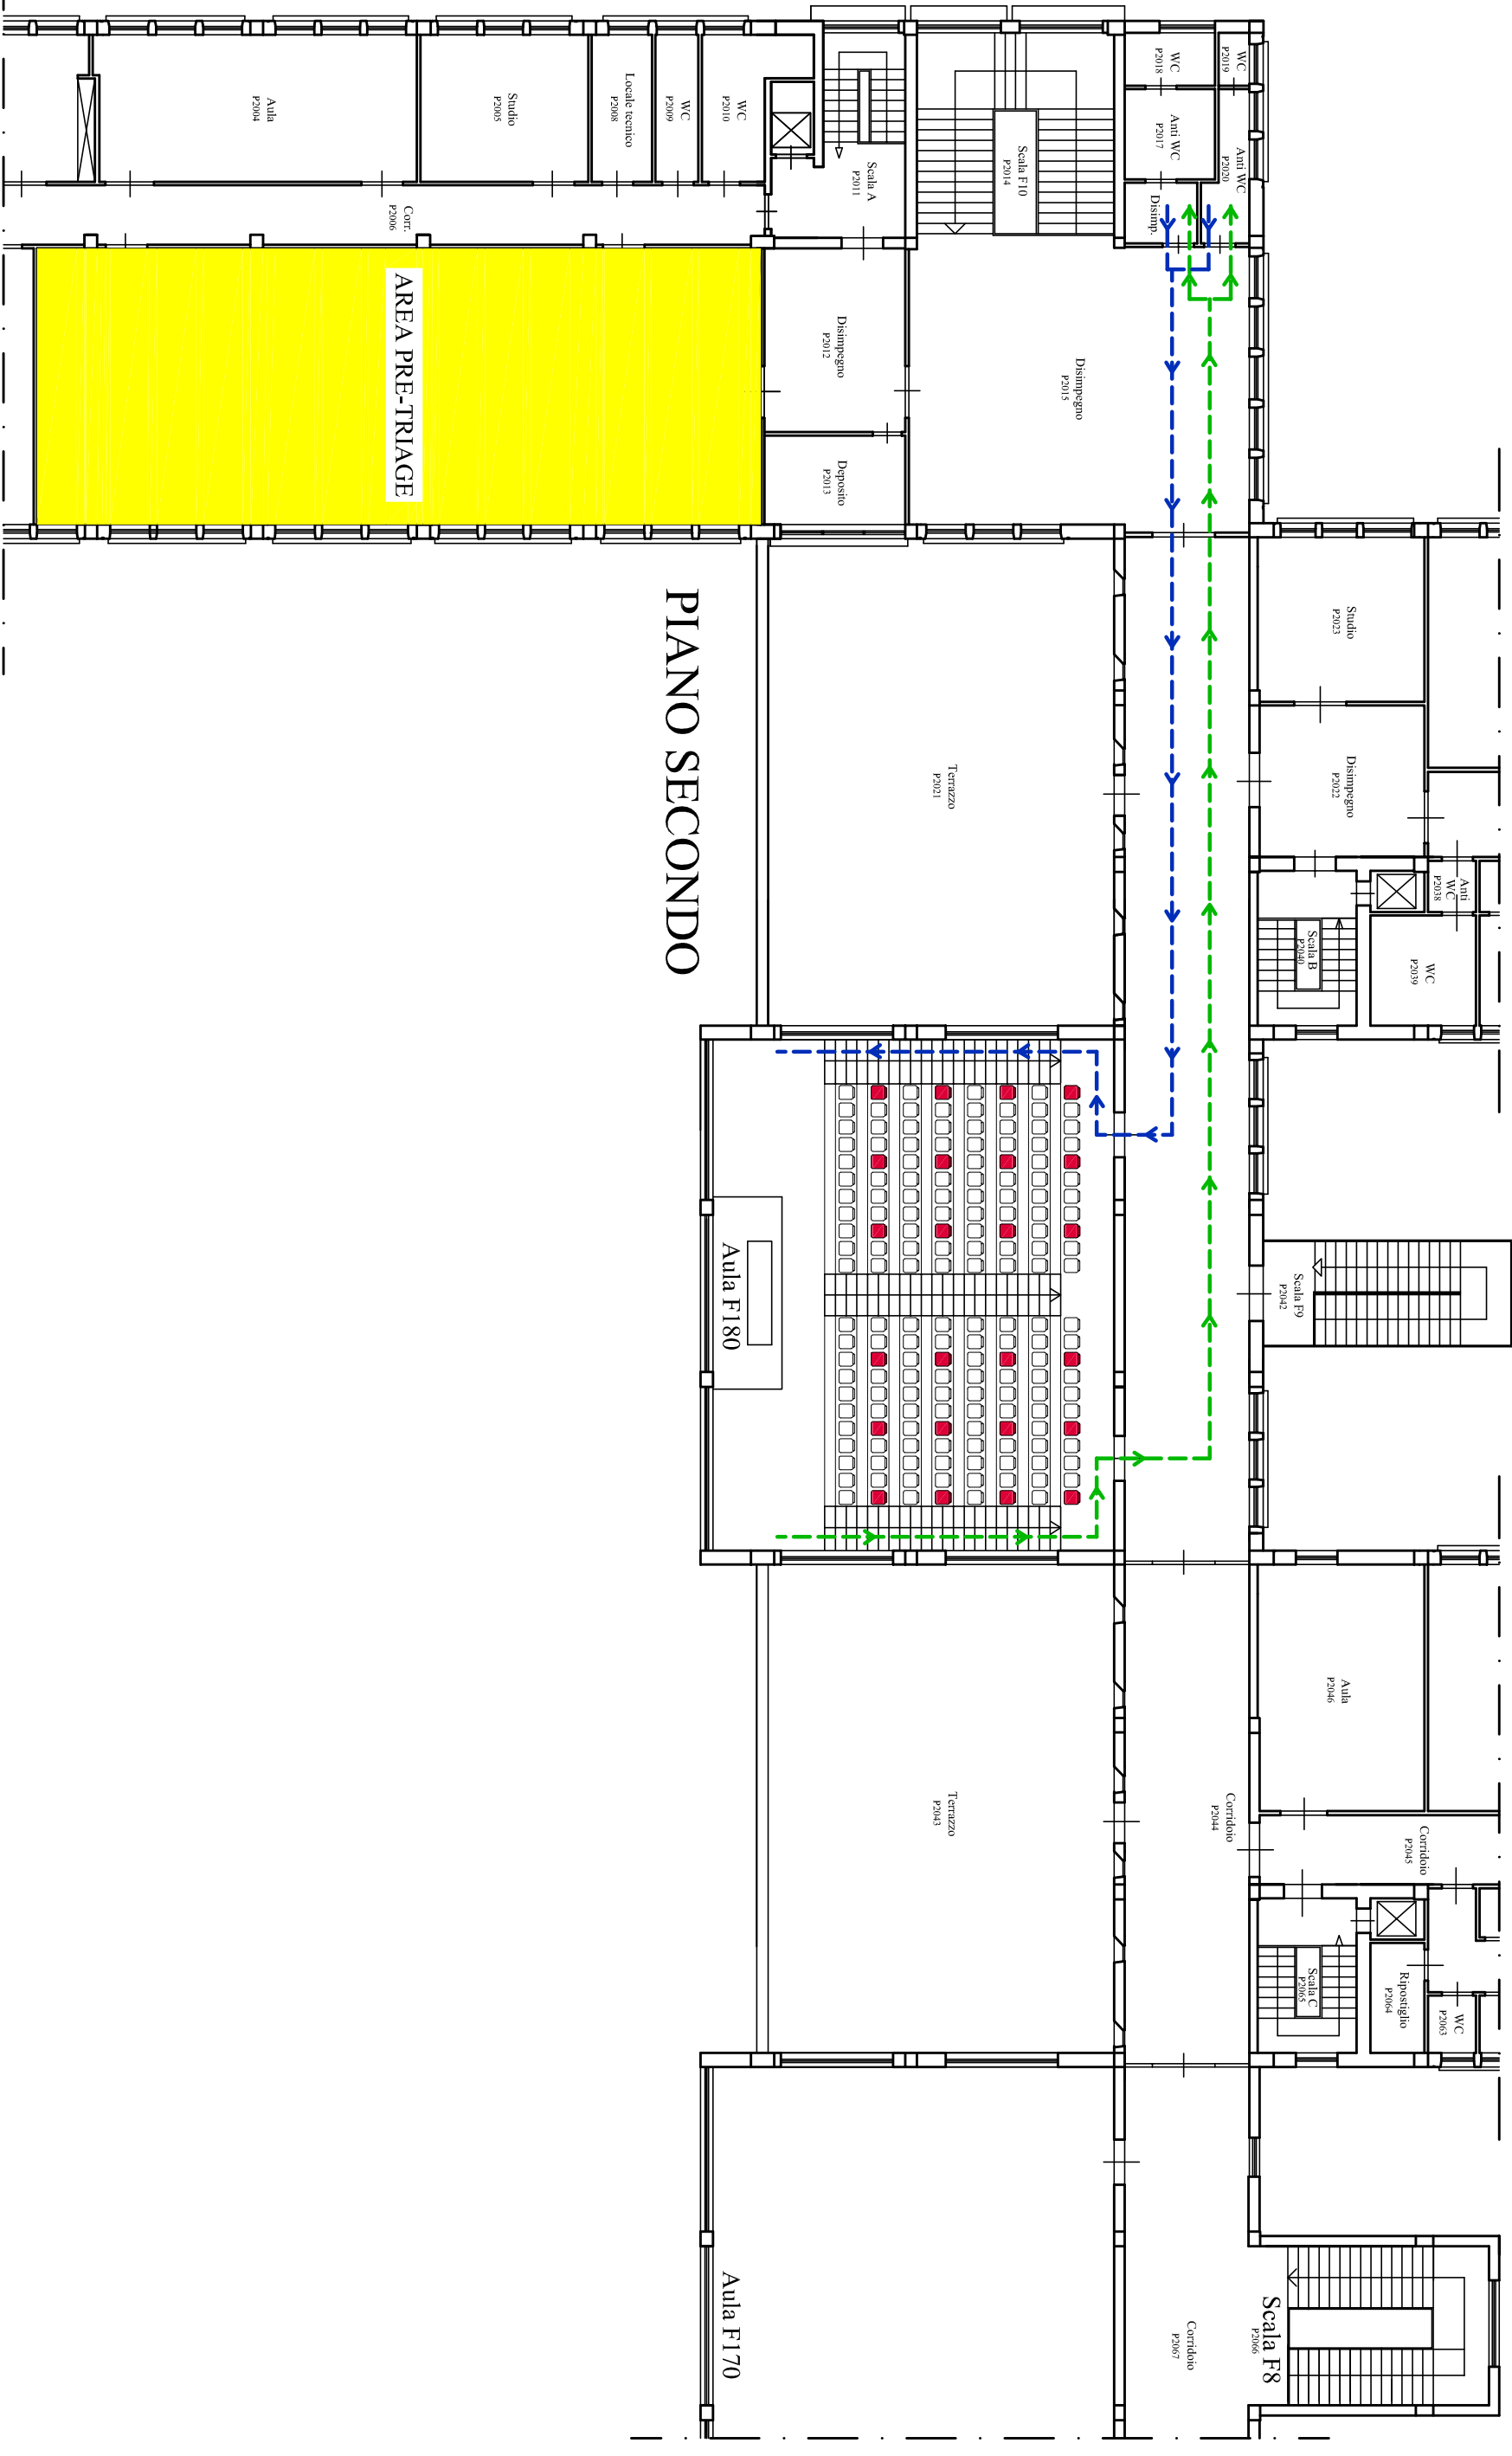 WC
P2019
WC
P2018
Anti WC
P2017
Anti WC
P2020
Disimp.
Scala F10
P2014
Scala A
P2011
WC
P2010
WC
P2009
Locale tecnico
P2008
Studio
P2005
Aula
P2004
Corr.
P2006
AREA PRE-TRIAGE
Disimpegno
P2012
Deposito
P2013
Disimpegno
P2015
Studio
P2023
Disimpegno
P2022
Anti
WC
P2038
WC
P2039
Scala B
P2040
Terrazzo
P2021
PIANO SECONDO
Scala F9
P2042
Aula F180
Aula
P2046
Corridoio
P2044
Corridoio
P2045
Terrazzo
P2043
Scala C
P2065
Ripostiglio
P2064
WC
P2063
Scala F8
P2066
Corridoio
P2067
Aula F170